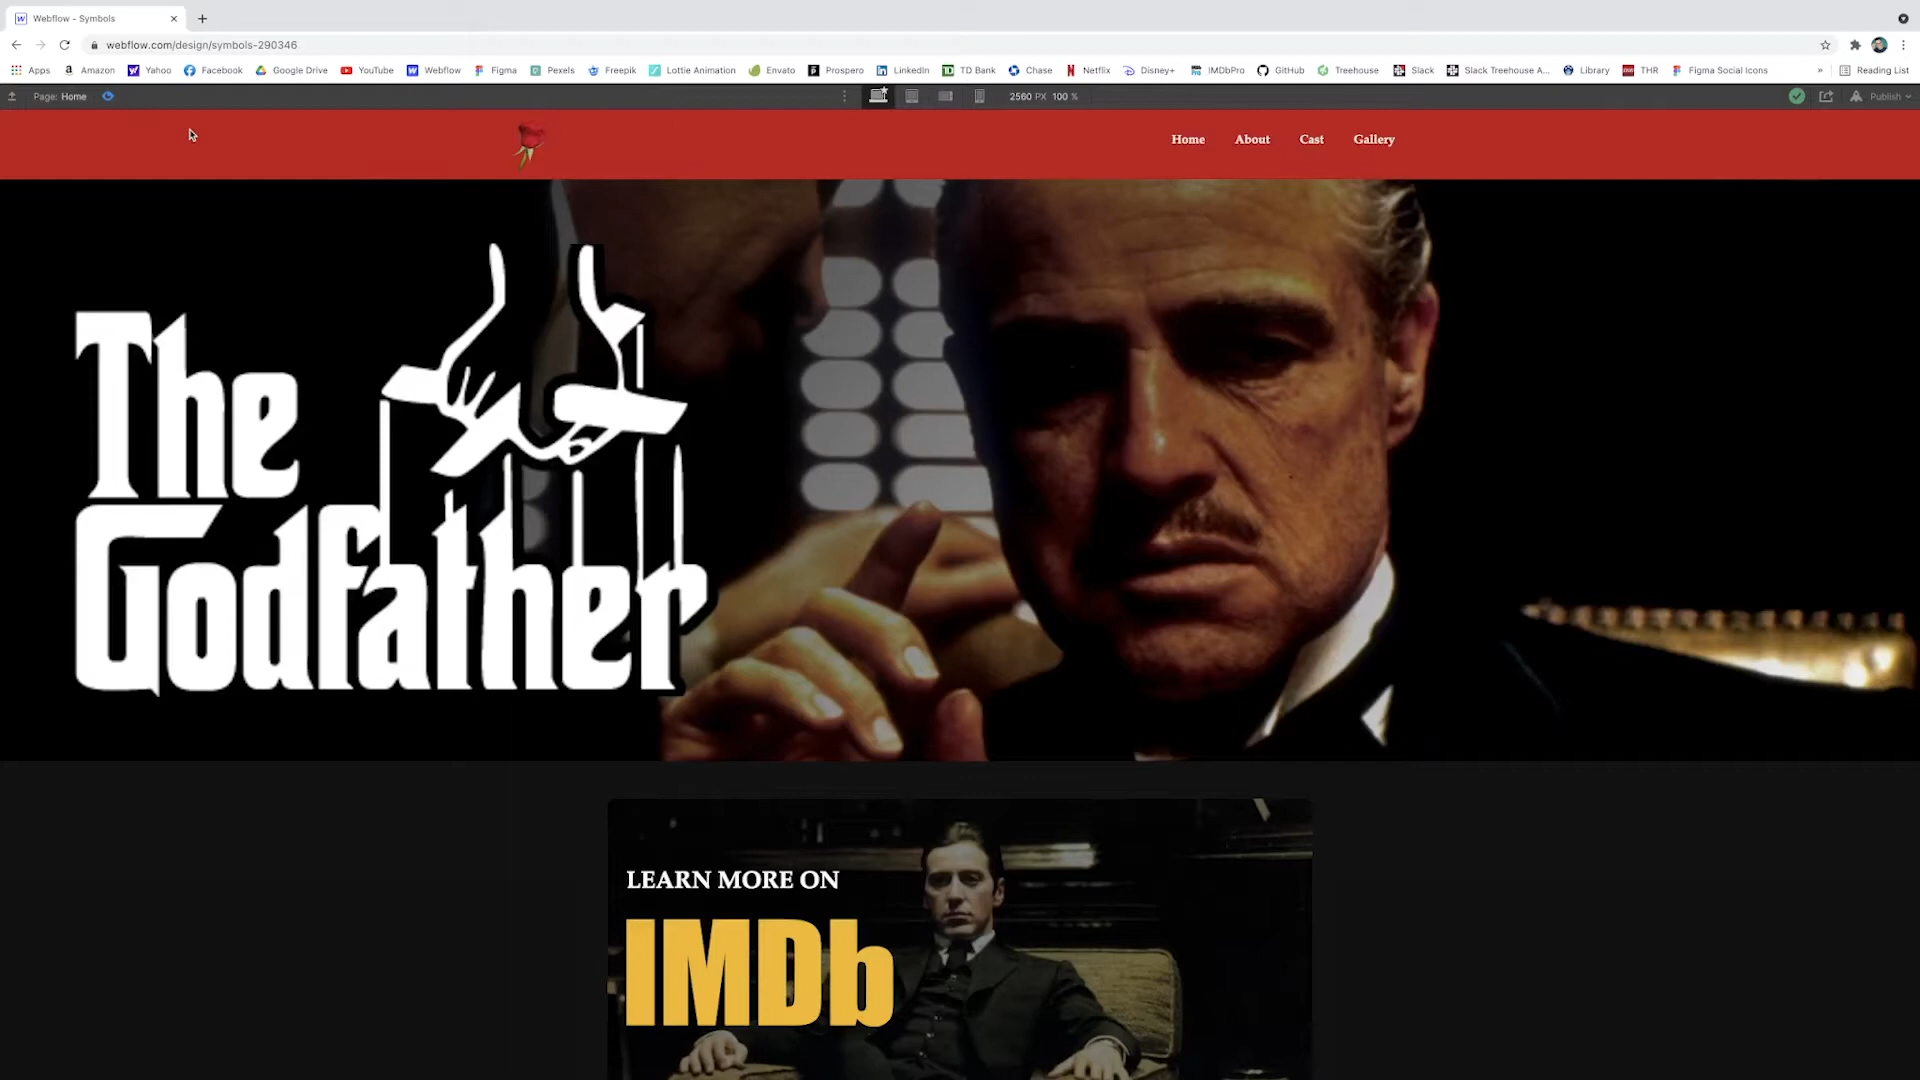 Webflow - Symbols
webflow.com/design/symbols-290346
Apps Amazon Yahoo Facebook Google Drive YouTube Webflow Figma Pexels Freepik Lottie Animation Envato Prospero LinkedIn TD Bank Chase Netflix Disney+ IMDbPro GitHub Treehouse Slack Slack Treehouse A... Library THR Figma Social Icons » Reading List
Page: Home 2560 PX 100 % Publish
Home About Cast Gallery
The
Godfather
LEARN MORE ON
IMDb